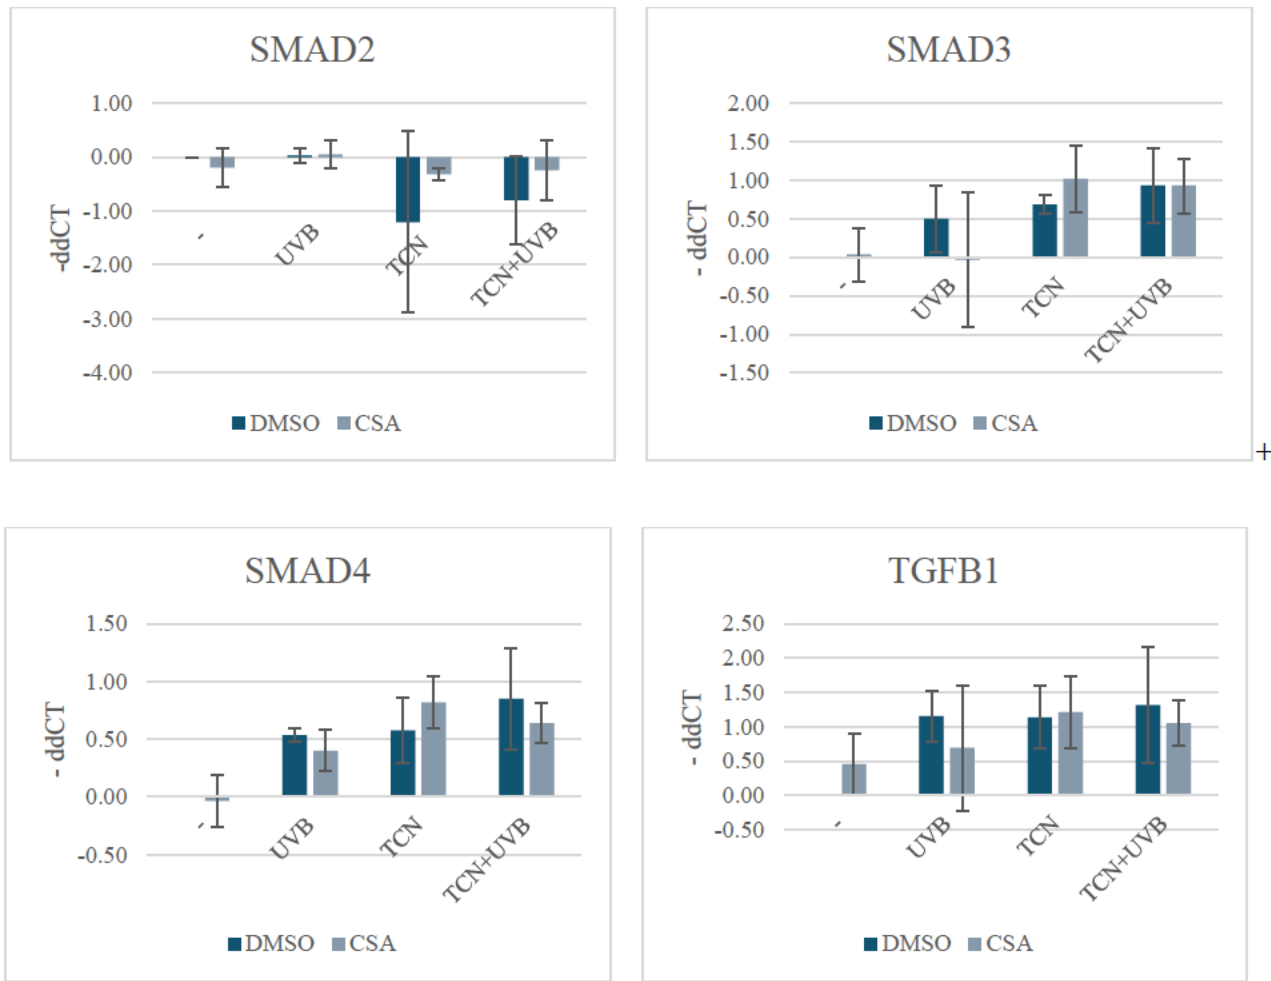 SMAD2
1.00
0.00
-1.00
-2.00
-3.00
-4.00
-ddCT
-
UVB
TCN
TCN+UVB
DMSO CSA
SMAD3
2.00
1.50
1.00
0.50
0.00
-0.50
-1.00
-1.50
- ddCT
-
UVB
TCN
TCN+UVB
DMSO CSA
+
SMAD4
1.50
1.00
0.50
0.00
-0.50
- ddCT
-
UVB
TCN
TCN+UVB
DMSO CSA
TGFB1
2.50
2.00
1.50
1.00
0.50
0.00
-0.50
- ddCT
-
UVB
TCN
TCN+UVB
DMSO CSA